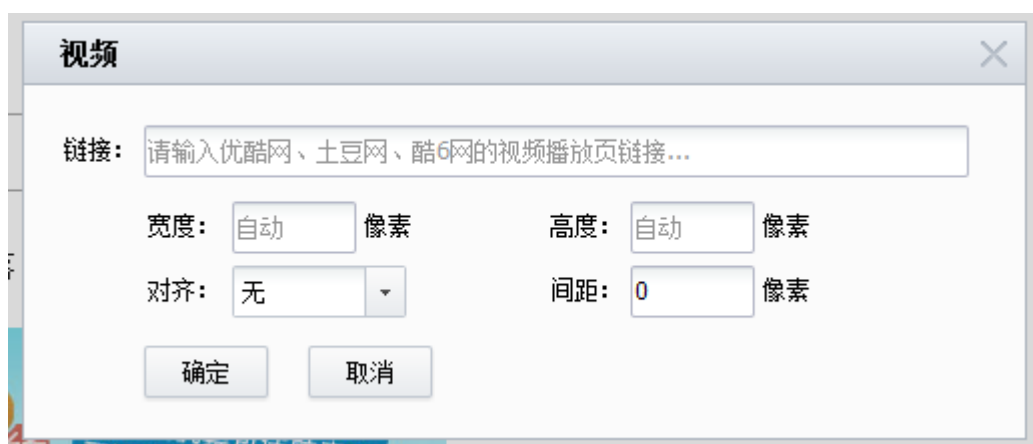 视频
链接： 请输入优酷网、土豆网、酷6网的视频播放页链接...
宽度： 自动 像素 高度： 自动 像素
对齐： 无 间距： 0 像素
确定 取消